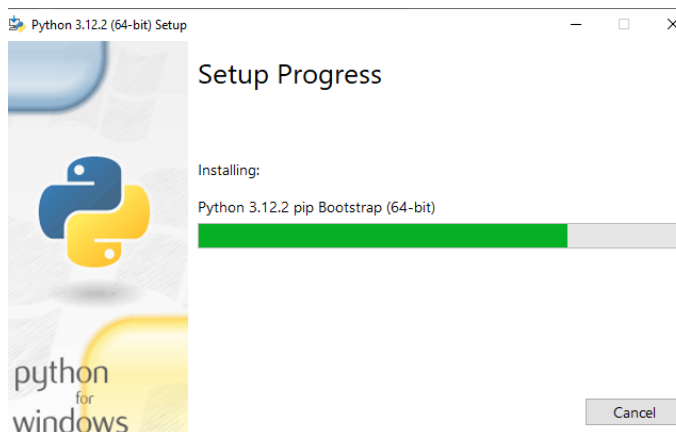 Python 3.12.2 (64-bit) Setup
Setup Progress
Installing:
Python 3.12.2 pip Bootstrap (64-bit)
python
for
windows
Cancel